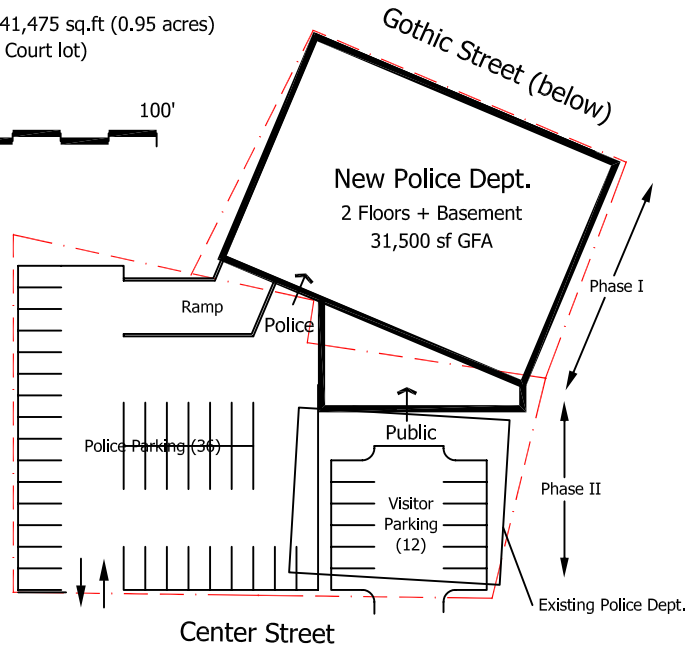 41,475 sq.ft (0.95 acres)
Court lot)
100'
Gothic Street (below)
New Police Dept.
2 Floors + Basement
31,500 sf GFA
Phase I
Ramp
Police
Public
Police Parking (36)
Visitor
Parking
(12)
Phase II
Existing Police Dept.
Center Street